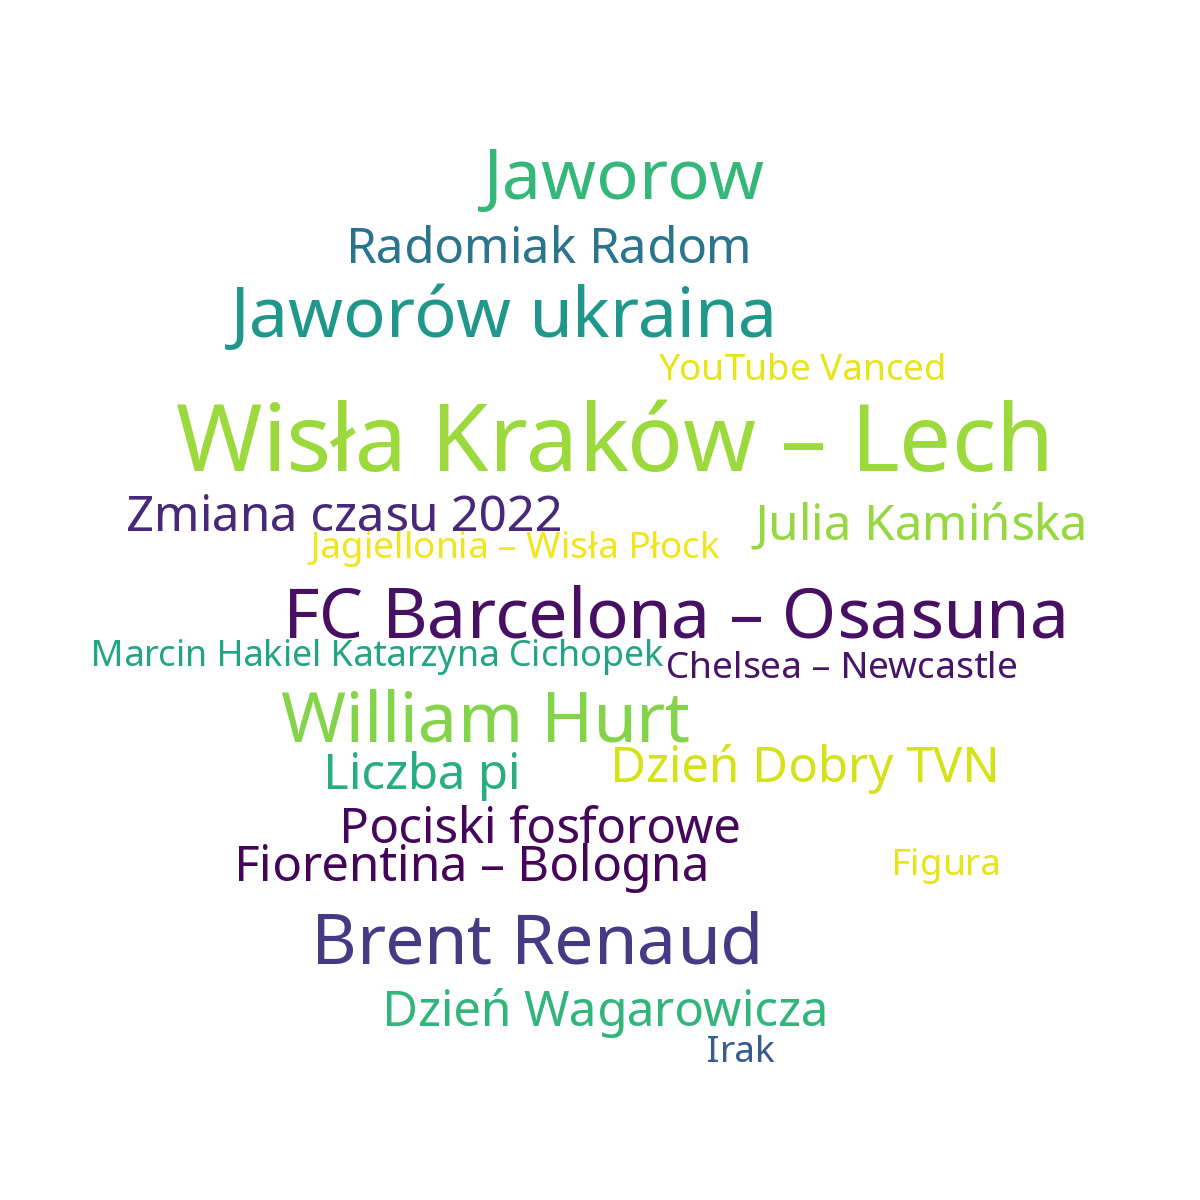 Jaworow
Radomiak Radom
Jaworów ukraina
YouTube Vanced
Wisła Kraków – Lech
Zmiana czasu 2022
Julia Kamińska
Jagiellonia – Wisła Płock
FC Barcelona – Osasuna
Marcin Hakiel Katarzyna Cichopek
Chelsea – Newcastle
William Hurt
Dzień Dobry TVN
Liczba pi
Pociski fosforowe
Fiorentina – Bologna
Figura
Brent Renaud
Dzień Wagarowicza
Irak